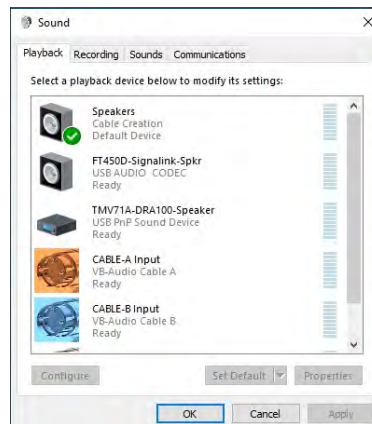 Sound
Playback Recording Sounds Communications
Select a playback device below to modify its settings:
Speakers
Cable Creation
Default Device
FT450D-Signalink-Spkr
USB AUDIO CODEC
Ready
TMV71A-DRA100-Speaker
USB PnP Sound Device
Ready
CABLE-A Input
VB-Audio Cable A
Ready
CABLE-B Input
VB-Audio Cable B
Ready
Configure Set Default Properties
OK Cancel Apply